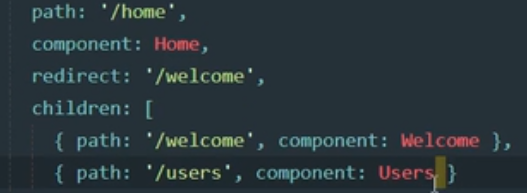 path: '/home',
component: Home,
redirect: '/welcome',
children: [
{ path: '/welcome', component: Welcome },
{ path: '/users', component: Users }